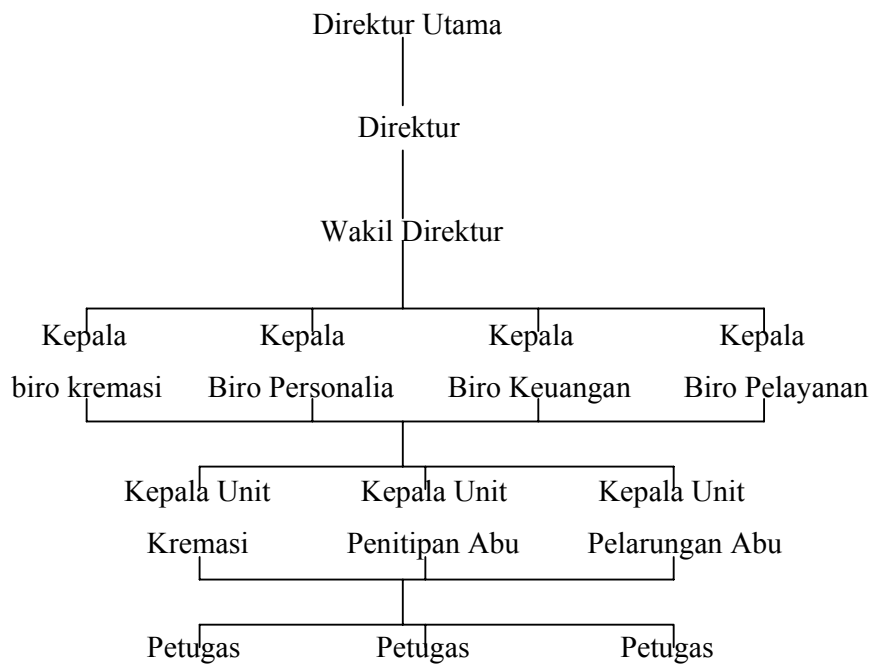 Direktur Utama
Direktur
Wakil Direktur
Kepala Kepala Kepala Kepala
biro kremasi Biro Personalia Biro Keuangan Biro Pelayanan
Kepala Unit Kepala Unit Kepala Unit
Kremasi Penitipan Abu Pelarungan Abu
Petugas Petugas Petugas